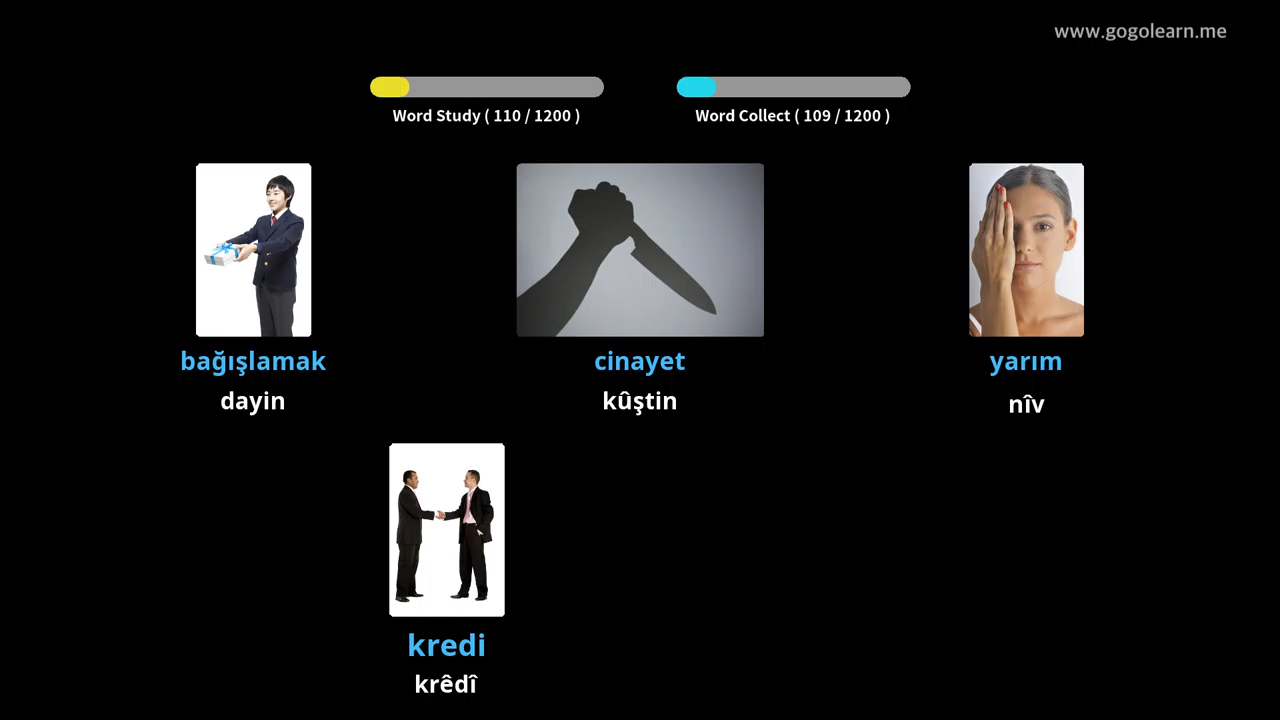 www.gogolearn.me
Word Study ( 110 / 1200 )
Word Collect ( 109 / 1200 )
bağışlamak
dayin
cinayet
kûştin
yarım
nîv
kredi
krêdî